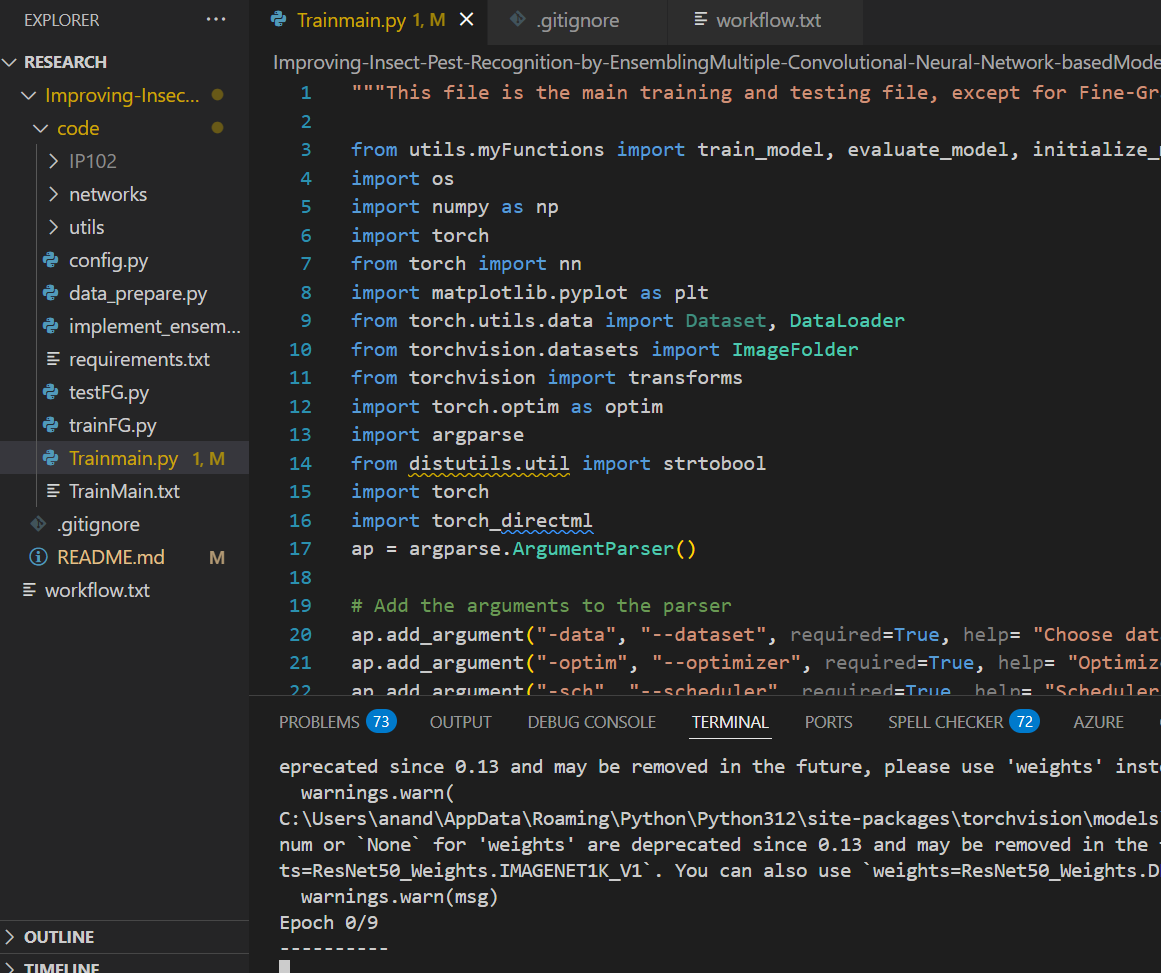 EXPLORER
RESEARCH
Improving-Insec...
code
IP102
networks
utils
config.py
data_prepare.py
implement_ensem...
requirements.txt
testFG.py
trainFG.py
Trainmain.py 1, M
TrainMain.txt
.gitignore
README.md M
workflow.txt
OUTLINE
TIMELINE
Trainmain.py 1, M
.gitignore
workflow.txt
Improving-Insect-Pest-Recognition-by-EnsemblingMultiple-Convolutional-Neural-Network-basedMode
1 """This file is the main training and testing file, except for Fine-Gr
2
3 from utils.myFunctions import train_model, evaluate_model, initialize_
4 import os
5 import numpy as np
6 import torch
7 from torch import nn
8 import matplotlib.pyplot as plt
9 from torch.utils.data import Dataset, DataLoader
10 from torchvision.datasets import ImageFolder
11 from torchvision import transforms
12 import torch.optim as optim
13 import argparse
14 from distutils.util import strtobool
15 import torch
16 import torch_directml
17 ap = argparse.ArgumentParser()
18
19 # Add the arguments to the parser
20 ap.add_argument("-data", "--dataset", required=True, help= "Choose dat
21 ap.add_argument("-optim", "--optimizer", required=True, help= "Optimiz
22 ap.add_argument("-sch", "--scheduler", required=True, help= "Scheduler
PROBLEMS 73 OUTPUT DEBUG CONSOLE TERMINAL PORTS SPELL CHECKER 72 AZURE
eprecated since 0.13 and may be removed in the future, please use 'weights' inst
warnings.warn(
C:\Users\anand\AppData\Roaming\Python\Python312\site-packages\torchvision\models
num or `None` for 'weights' are deprecated since 0.13 and may be removed in the
ts=ResNet50_Weights.IMAGENET1K_V1`. You can also use `weights=ResNet50_Weights.D
warnings.warn(msg)
Epoch 0/9
----------